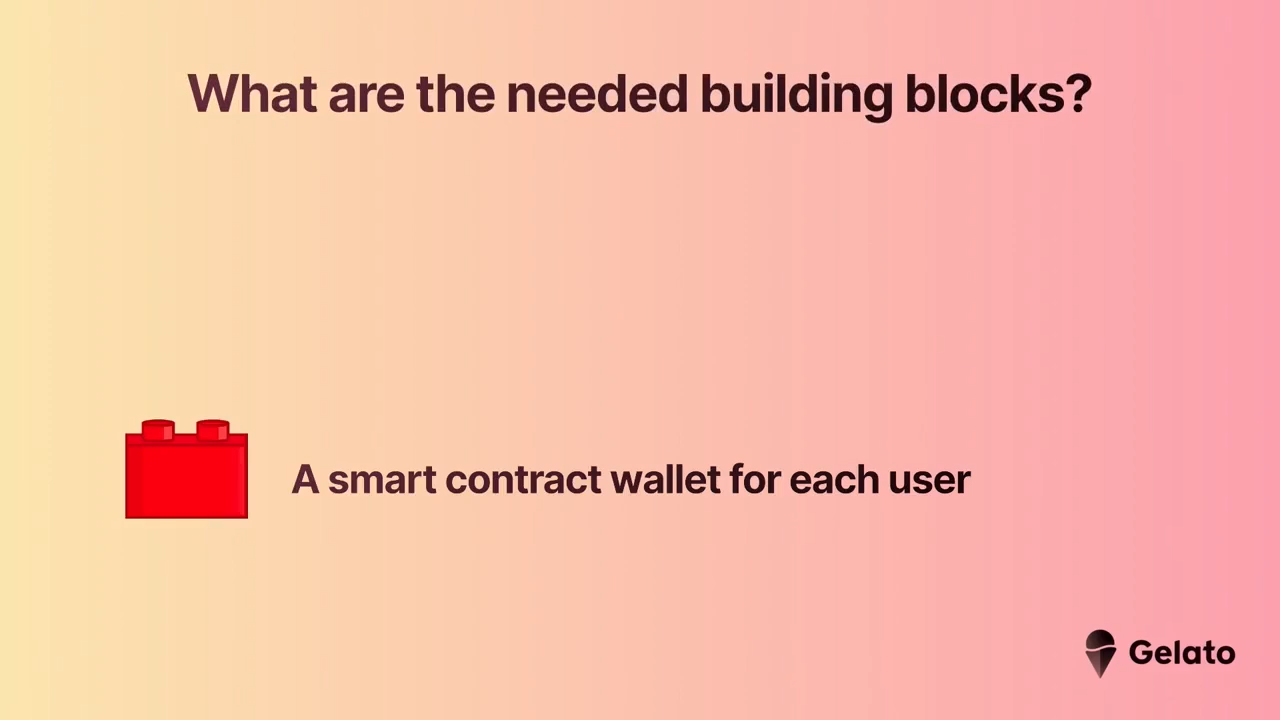 What are the needed building blocks?
A smart contract wallet for each user
Gelato